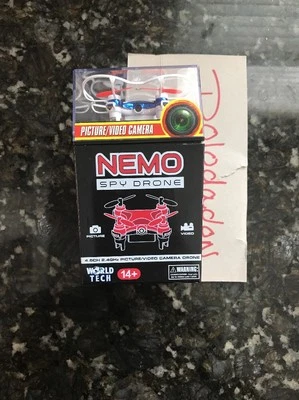 PICTURE/VIDEO CAMERA
NEMO
SPY DRONE
PICTURE
VIDEO
4.5CH 2.4GHz PICTURE/VIDEO CAMERA DRONE
WORLD
TECH
14+
WARNING